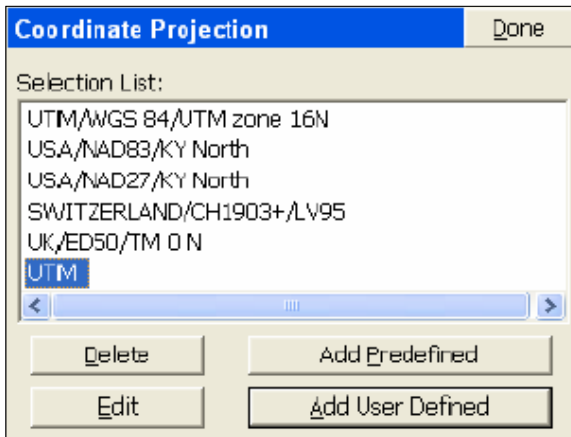 Coordinate Projection Done
Selection List:
UTM/WGS 84/UTM zone 16N
USA/NAD83/KY North
USA/NAD27/KY North
SWITZERLAND/CH1903+/LV95
UK/ED50/TM 0 N
UTM
Delete Add Predefined
Edit Add User Defined